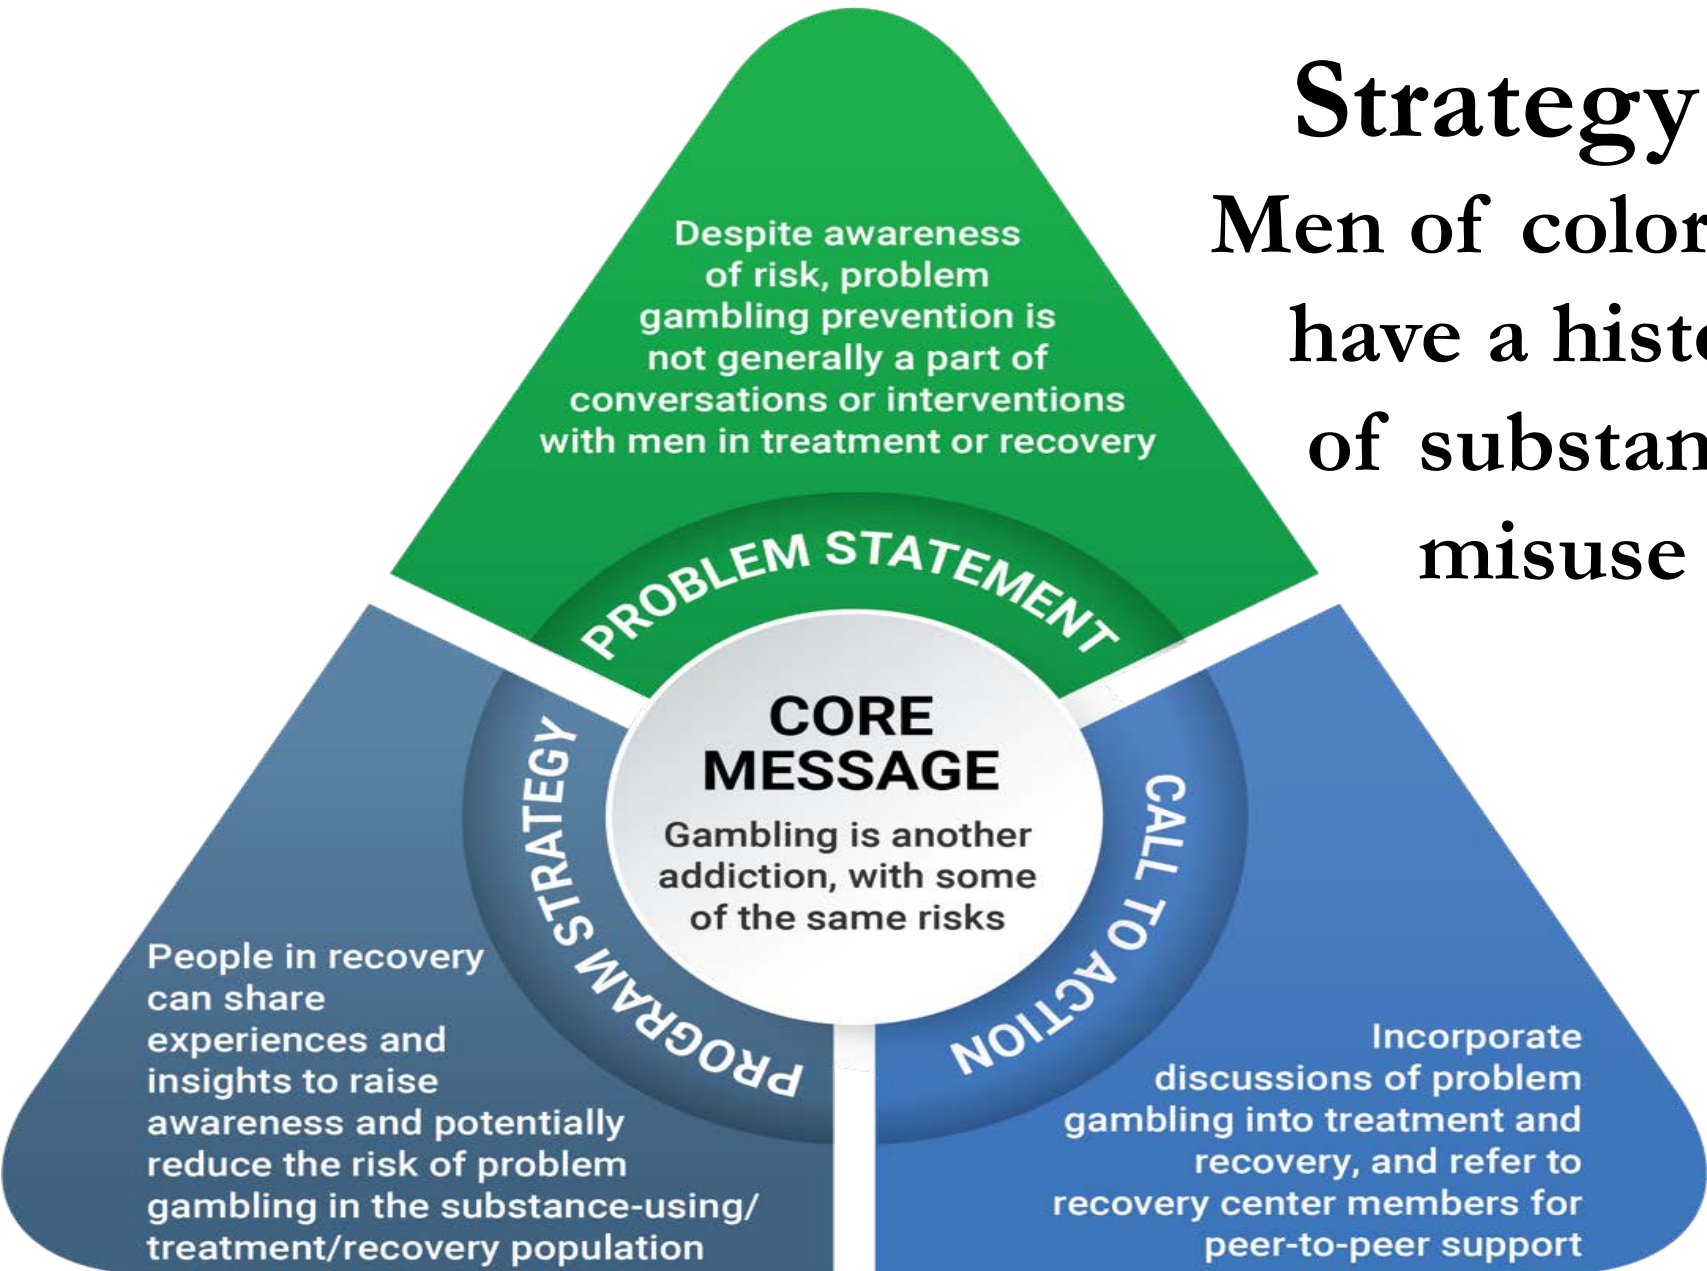 Strategy
Men of color
have a hist
of substan
misuse
Despite awareness
of risk, problem
gambling prevention is
not generally a part of
conversations or interventions
with men in treatment or recovery
PROBLEM STATEMENT
CORE
MESSAGE
Gambling is another
addiction, with some
of the same risks
PROGRAM STRATEGY
People in recovery
can share
experiences and
insights to raise
awareness and potentially
reduce the risk of problem
gambling in the substance-using/
treatment/recovery population
CALL TO ACTION
Incorporate
discussions of problem
gambling into treatment and
recovery, and refer to
recovery center members for
peer-to-peer support